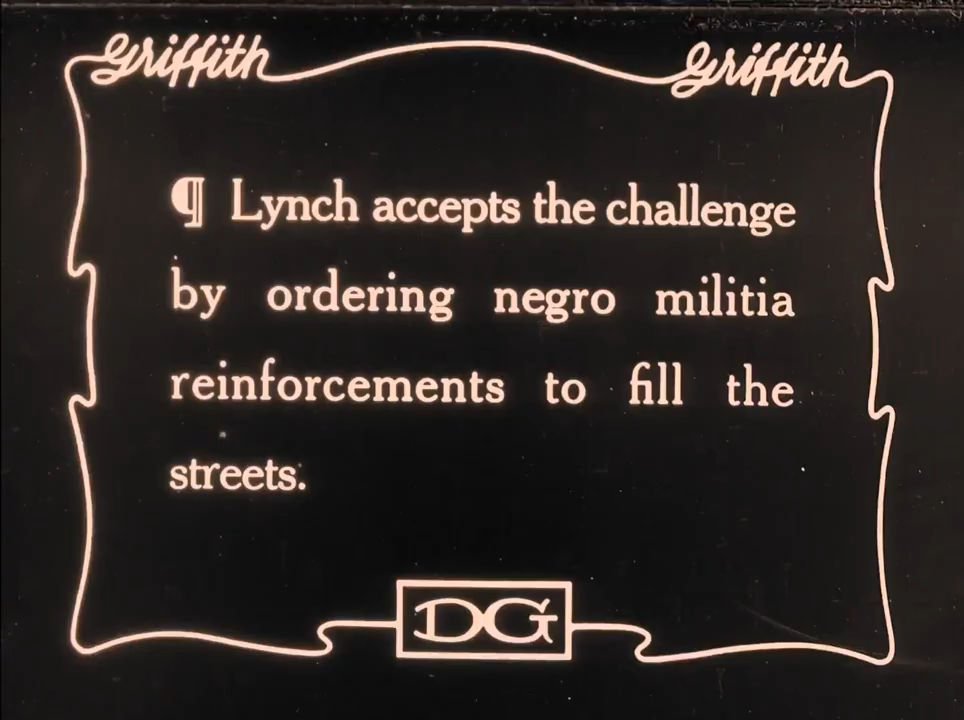 Griffith Griffith
¶ Lynch accepts the challenge
by ordering negro militia
reinforcements to fill the
streets.
DG